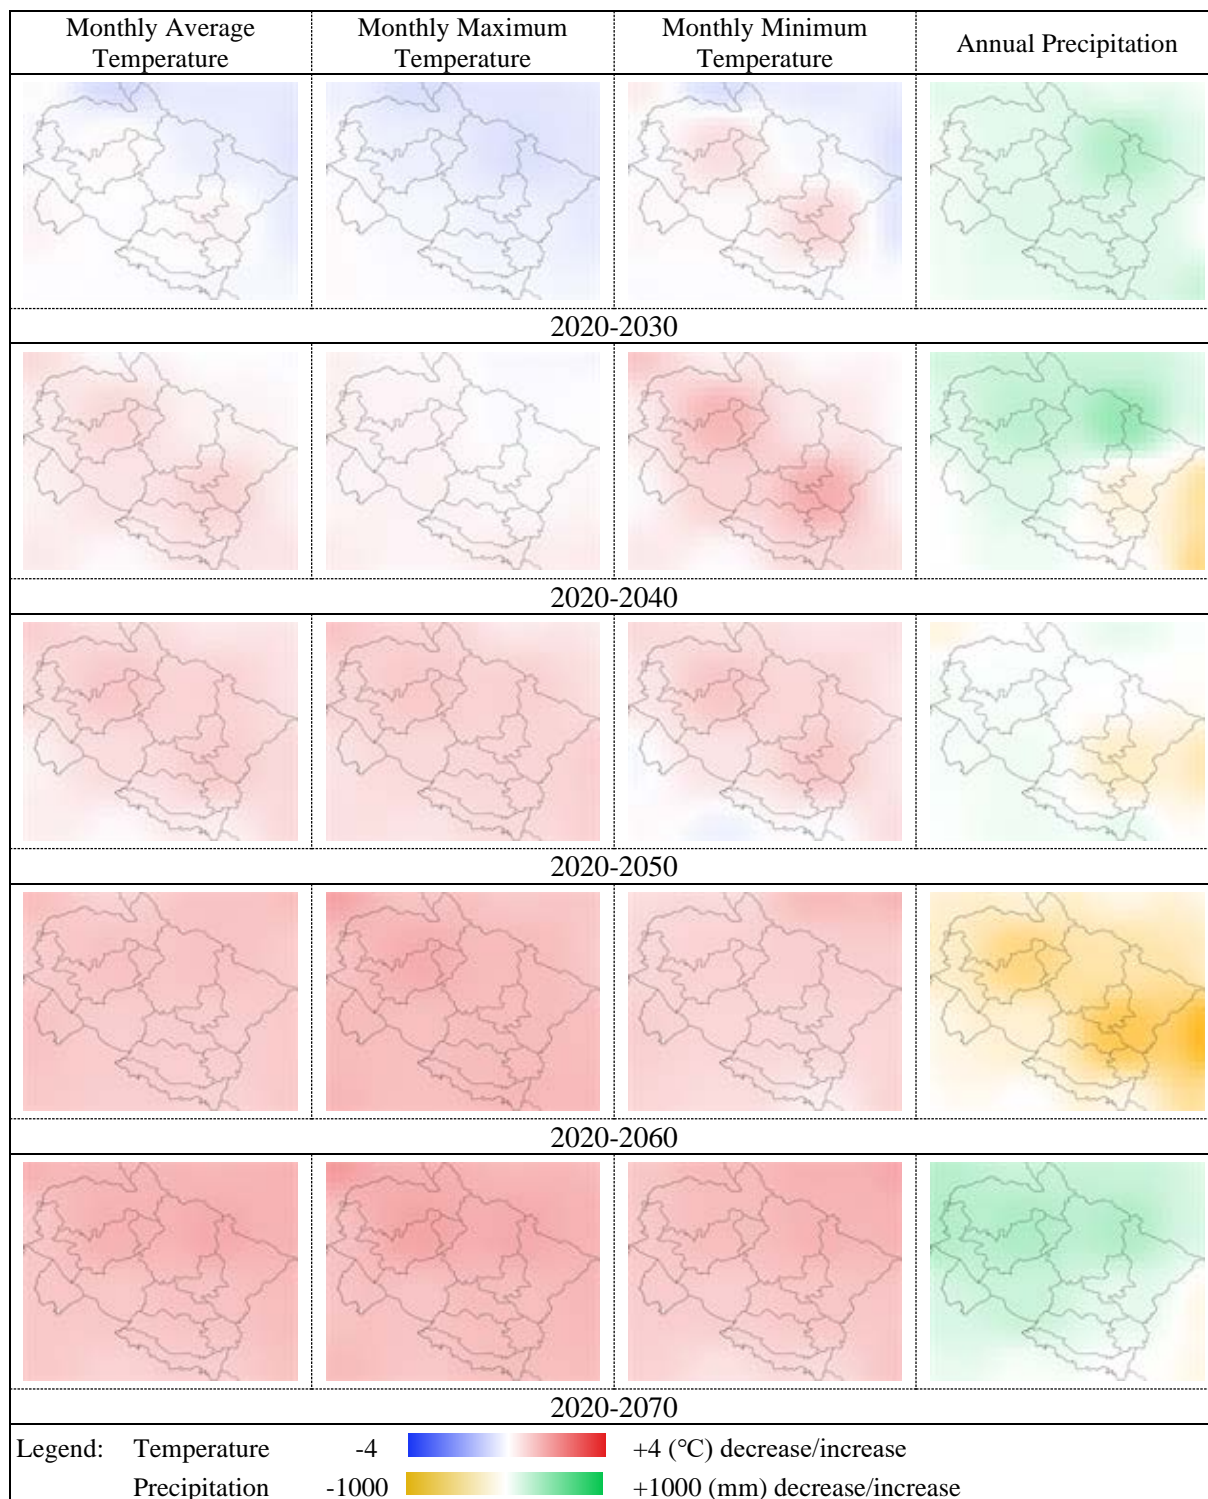 Monthly Average
Temperature
Monthly Maximum
Temperature
Monthly Minimum
Temperature
Annual Precipitation
2020-2030
2020-2040
2020-2050
2020-2060
2020-2070
Legend: Temperature -4 +4 (°C) decrease/increase
Precipitation -1000 +1000 (mm) decrease/increase